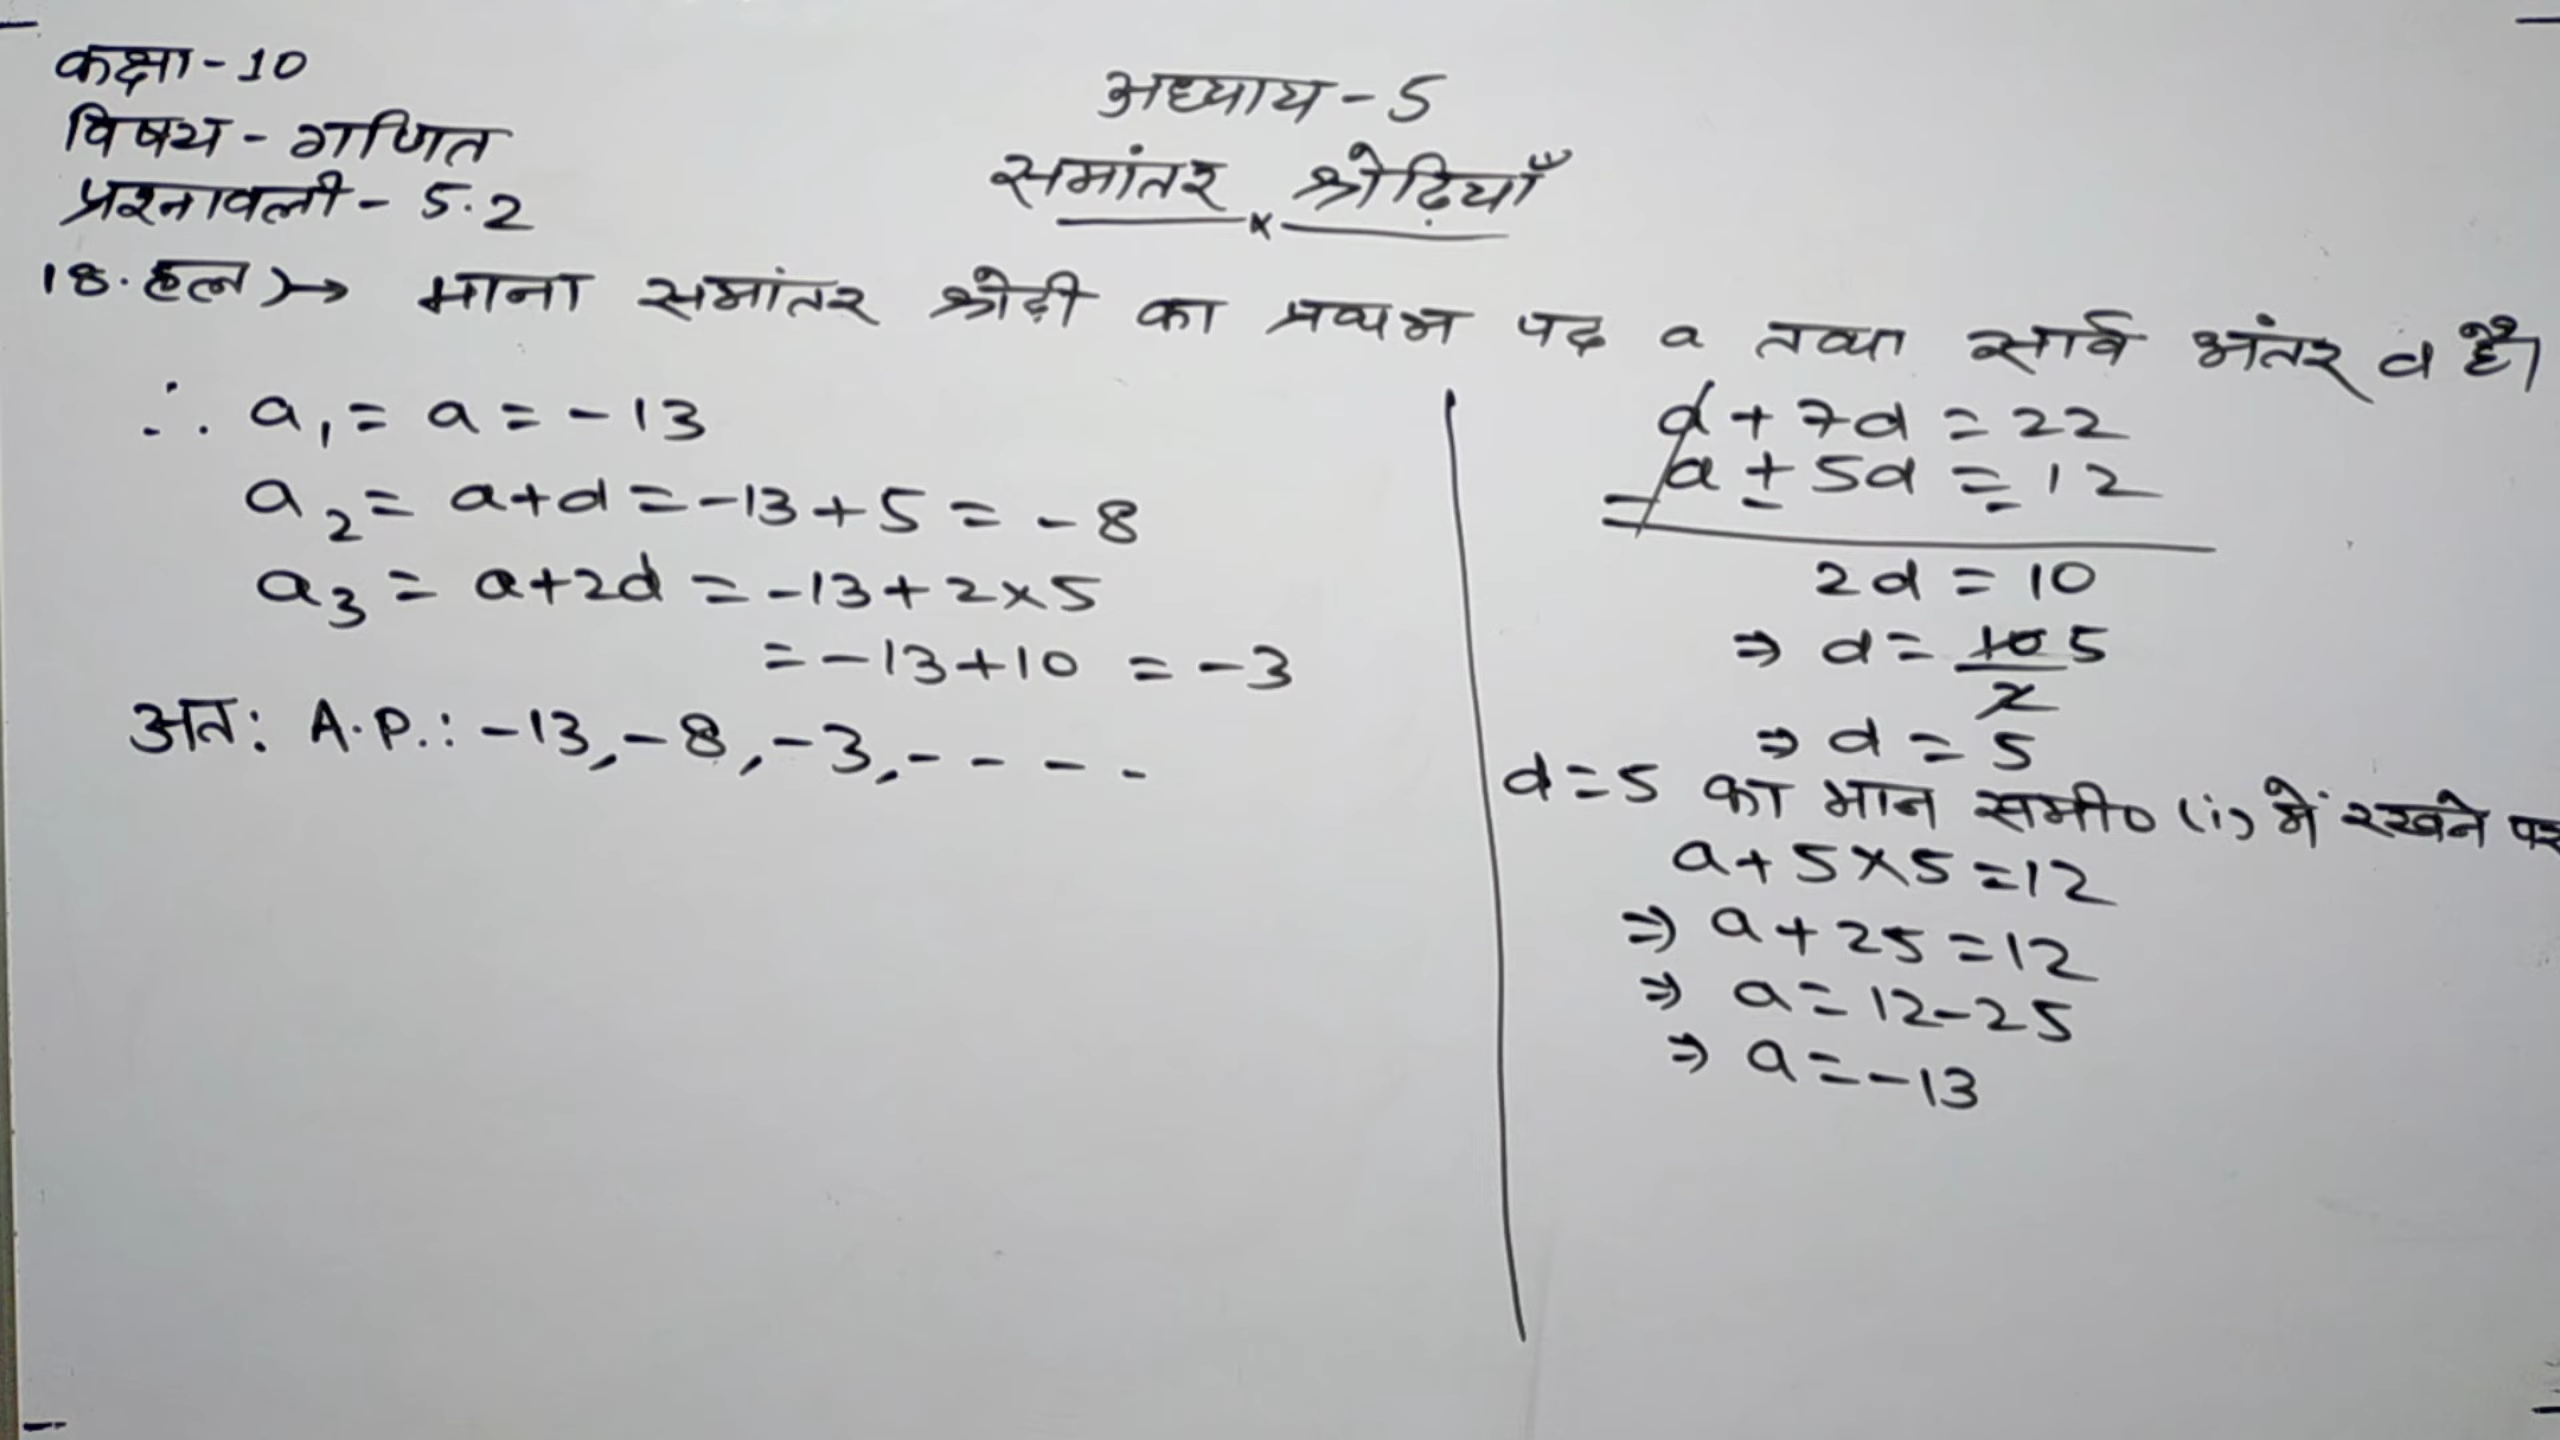 कक्षा - 10
विषय - गणित
प्रश्नावली - 5.2
अध्याय - 5
समांतर श्रेढ़ियाँ
18. हल → माना समांतर श्रेढ़ी का प्रथम पद a तथा सार्व अंतर d है।
∴ a₁ = a = -13
a₂ = a+d = -13+5 = -8
a₃ = a+2d = -13+2×5
= -13+10 = -3
अतः A.P.: -13, -8, -3, - - - -
a + 7d = 22
a + 5d = 12
- - -
2d = 10
⇒ d = 10/2 5
⇒ d = 5
d=5 का मान समी० (i) में रखने पर
a+5×5=12
⇒ a+25=12
⇒ a=12-25
⇒ a=-13